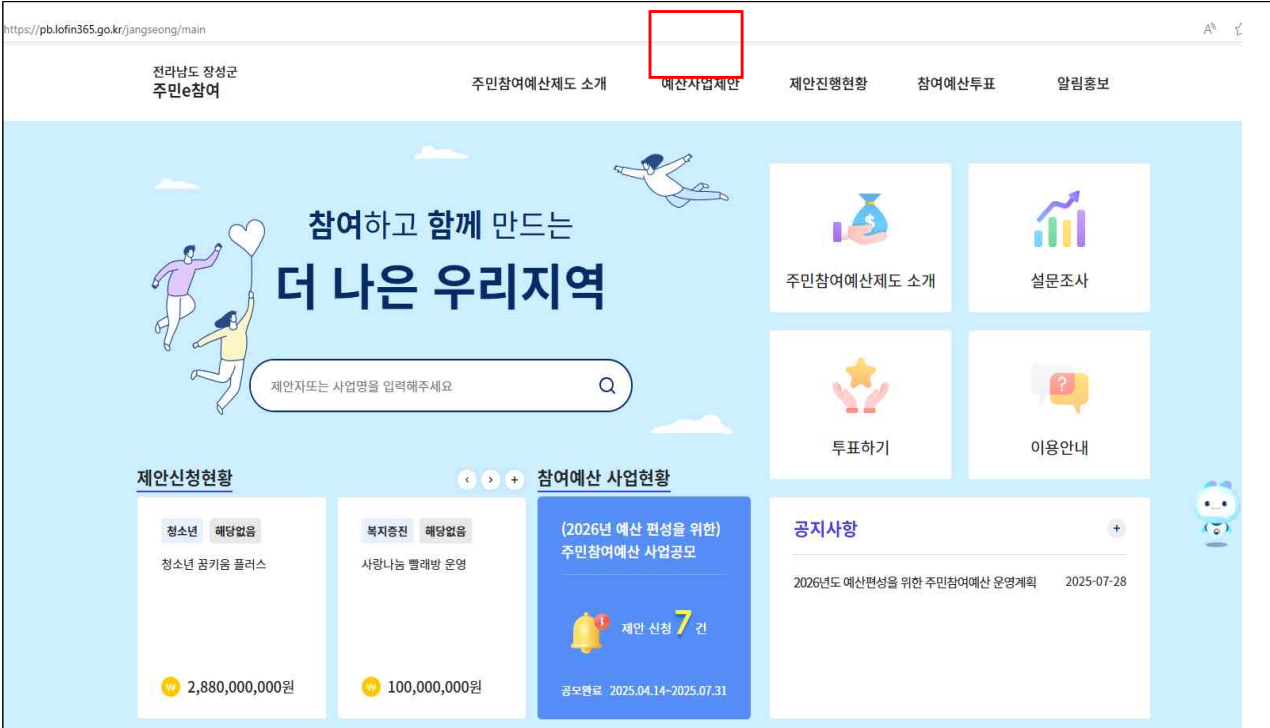 https://pb.lofin365.go.kr/jangseong/main
전라남도 장성군
주민e참여
주민참여예산제도 소개
예산사업제안
제안진행현황
참여예산투표
알림홍보
참여하고 함께 만드는
더 나은 우리지역
제안자또는 사업명을 입력해주세요
주민참여예산제도 소개
설문조사
투표하기
이용안내
제안신청현황
청소년 해당없음
청소년 꿈키움 플러스
2,880,000,000원
복지증진 해당없음
사랑나눔 빨래방 운영
100,000,000원
참여예산 사업현황
(2026년 예산 편성을 위한)
주민참여예산 사업공모
제안 신청 7 건
공모완료 2025.04.14~2025.07.31
공지사항
2026년도 예산편성을 위한 주민참여예산 운영계획 2025-07-28